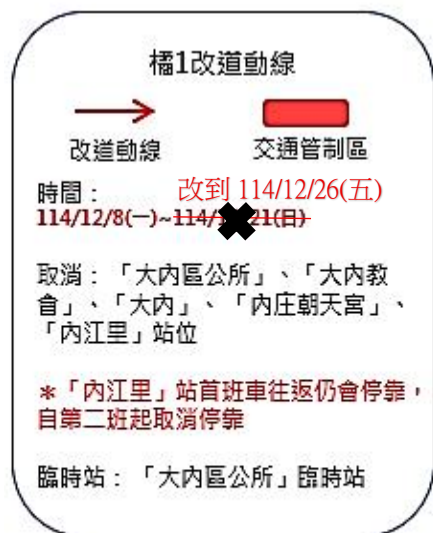 橘1改道動線
改道動線
交通管制區
時間：
改到 114/12/26(五)
114/12/8(一)~114/1 21(日)
取消：「大內區公所」、「大內教
會」、「大內」、「內庄朝天宮」、
「內江里」站位
＊「內江里」站首班車往返仍會停靠，
自第二班起取消停靠
臨時站：「大內區公所」臨時站